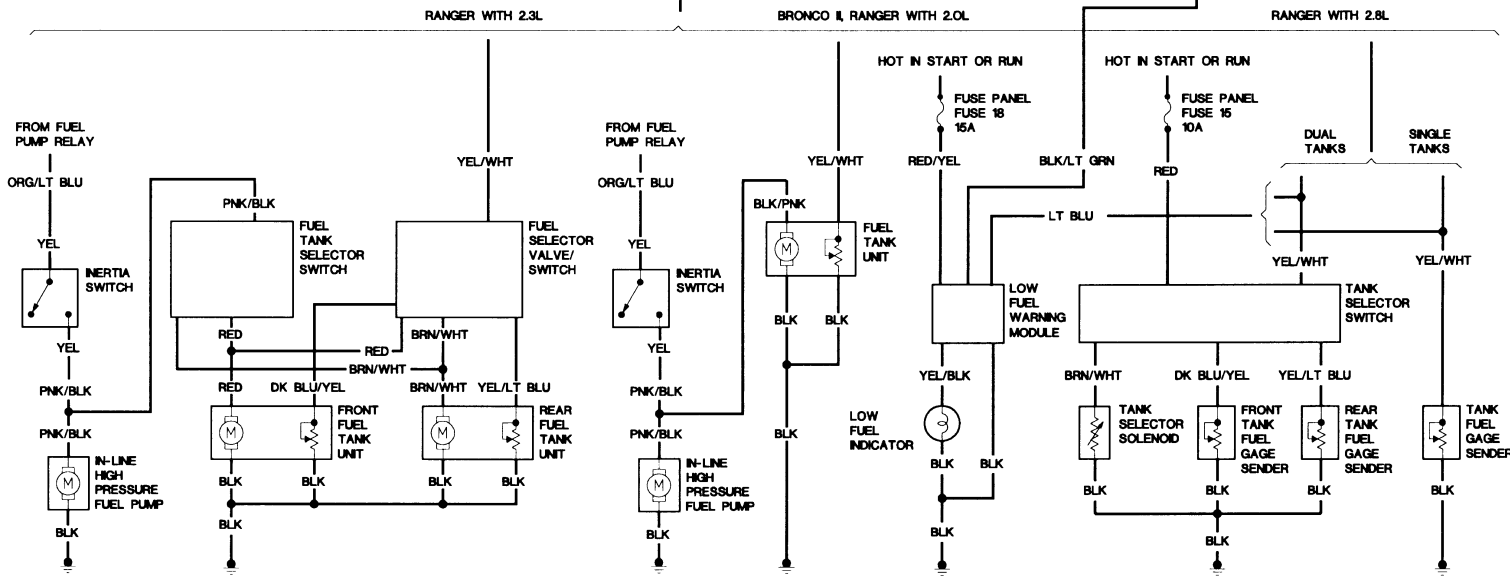 RANGER WITH 2.3L
BRONCO II, RANGER WITH 2.0L
RANGER WITH 2.8L
FROM FUEL
PUMP RELAY
ORG/LT BLU
YEL
INERTIA
SWITCH
YEL
PNK/BLK
PNK/BLK
IN-LINE
HIGH
PRESSURE
FUEL PUMP
M
BLK
PNK/BLK
FUEL
TANK
SELECTOR
SWITCH
YEL/WHT
FUEL
SELECTOR
VALVE/
SWITCH
RED
BRN/WHT
RED
BRN/WHT
RED
DK BLU/YEL
BRN/WHT
YEL/LT BLU
M
FRONT
FUEL
TANK
UNIT
M
REAR
FUEL
TANK
UNIT
BLK
BLK
BLK
BLK
BLK
FROM FUEL
PUMP RELAY
ORG/LT BLU
YEL
INERTIA
SWITCH
YEL
PNK/BLK
PNK/BLK
IN-LINE
HIGH
PRESSURE
FUEL PUMP
M
BLK
YEL/WHT
BLK/PNK
M
FUEL
TANK
UNIT
BLK
BLK
BLK
HOT IN START OR RUN
FUSE PANEL
FUSE 18
15A
RED/YEL
BLK/LT GRN
LT BLU
LOW
FUEL
WARNING
MODULE
YEL/BLK
LOW
FUEL
INDICATOR
BLK
BLK
BLK
HOT IN START OR RUN
FUSE PANEL
FUSE 15
10A
RED
DUAL
TANKS
SINGLE
TANKS
YEL/WHT
YEL/WHT
TANK
SELECTOR
SWITCH
BRN/WHT
DK BLU/YEL
YEL/LT BLU
TANK
SELECTOR
SOLENOID
FRONT
TANK
FUEL
GAGE
SENDER
REAR
TANK
FUEL
GAGE
SENDER
TANK
FUEL
GAGE
SENDER
BLK
BLK
BLK
BLK
BLK